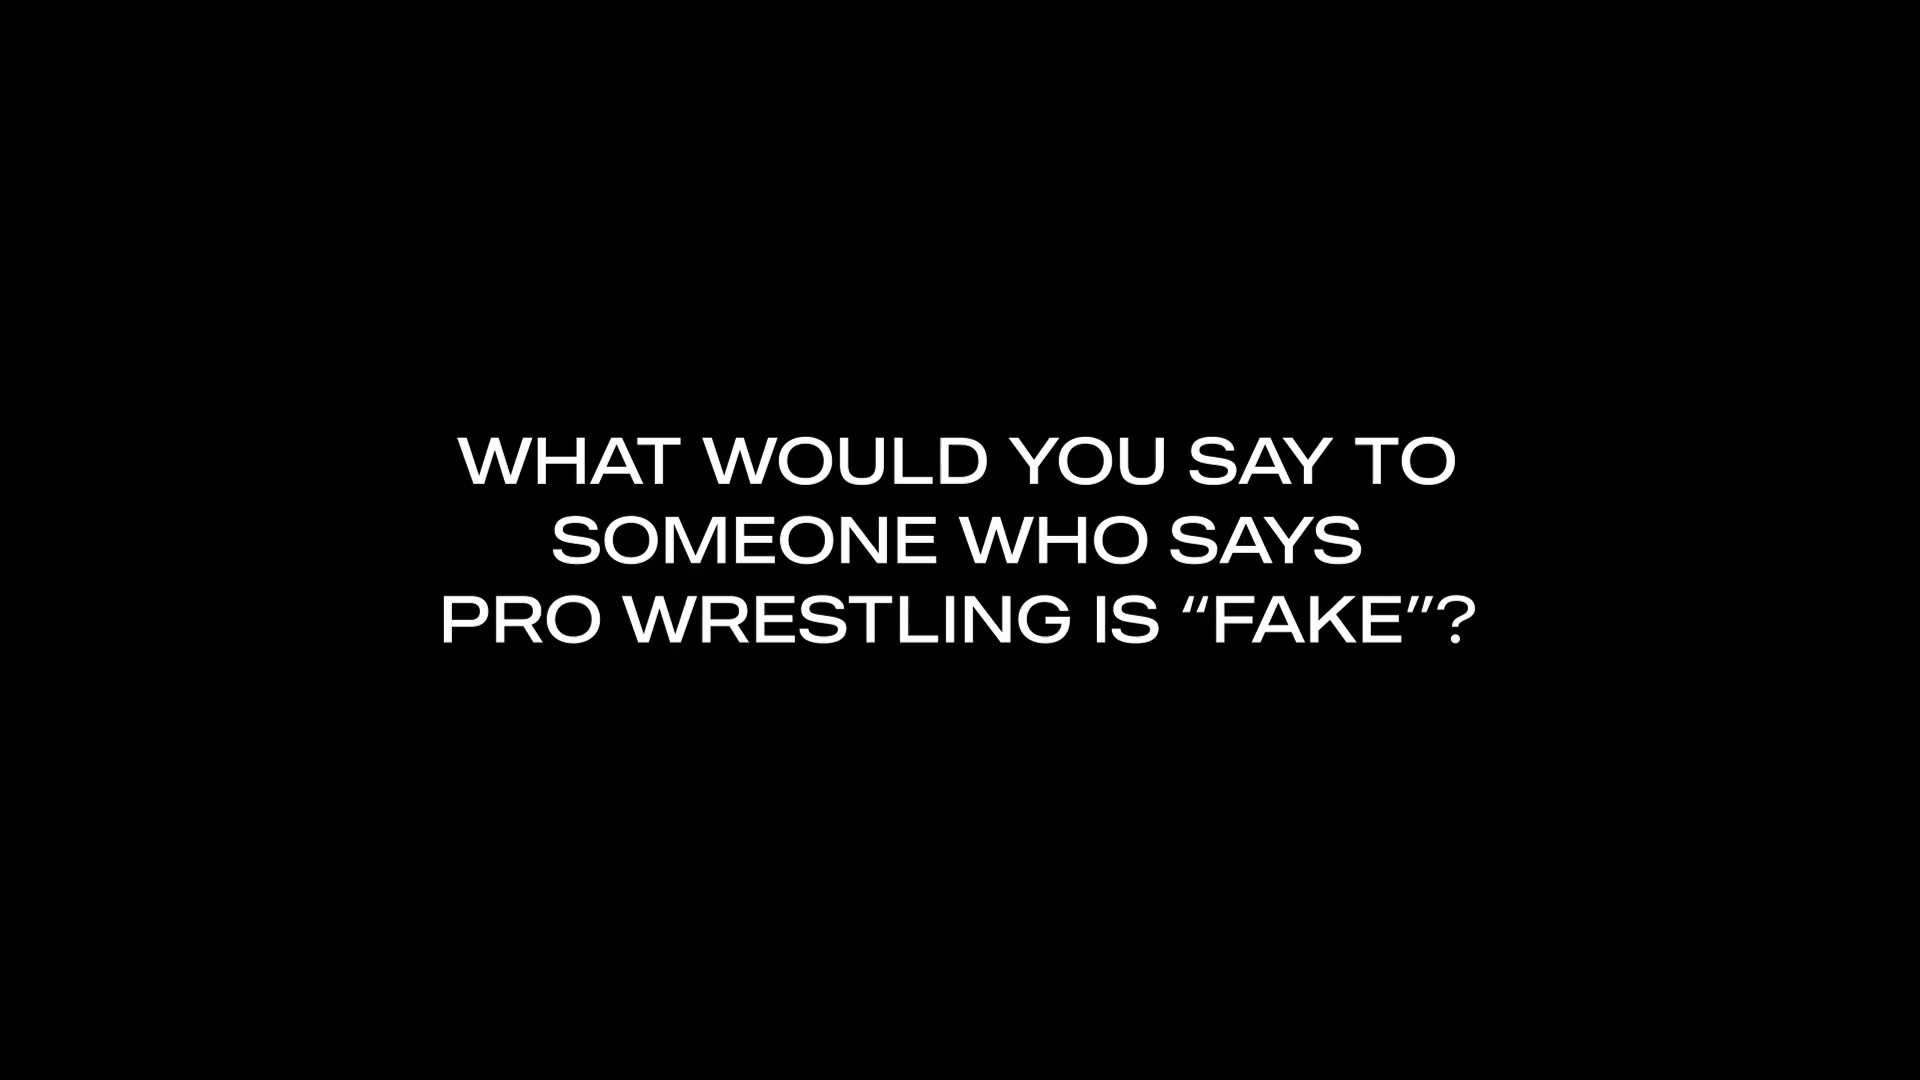 WHAT WOULD YOU SAY TO
SOMEONE WHO SAYS
PRO WRESTLING IS “FAKE”?